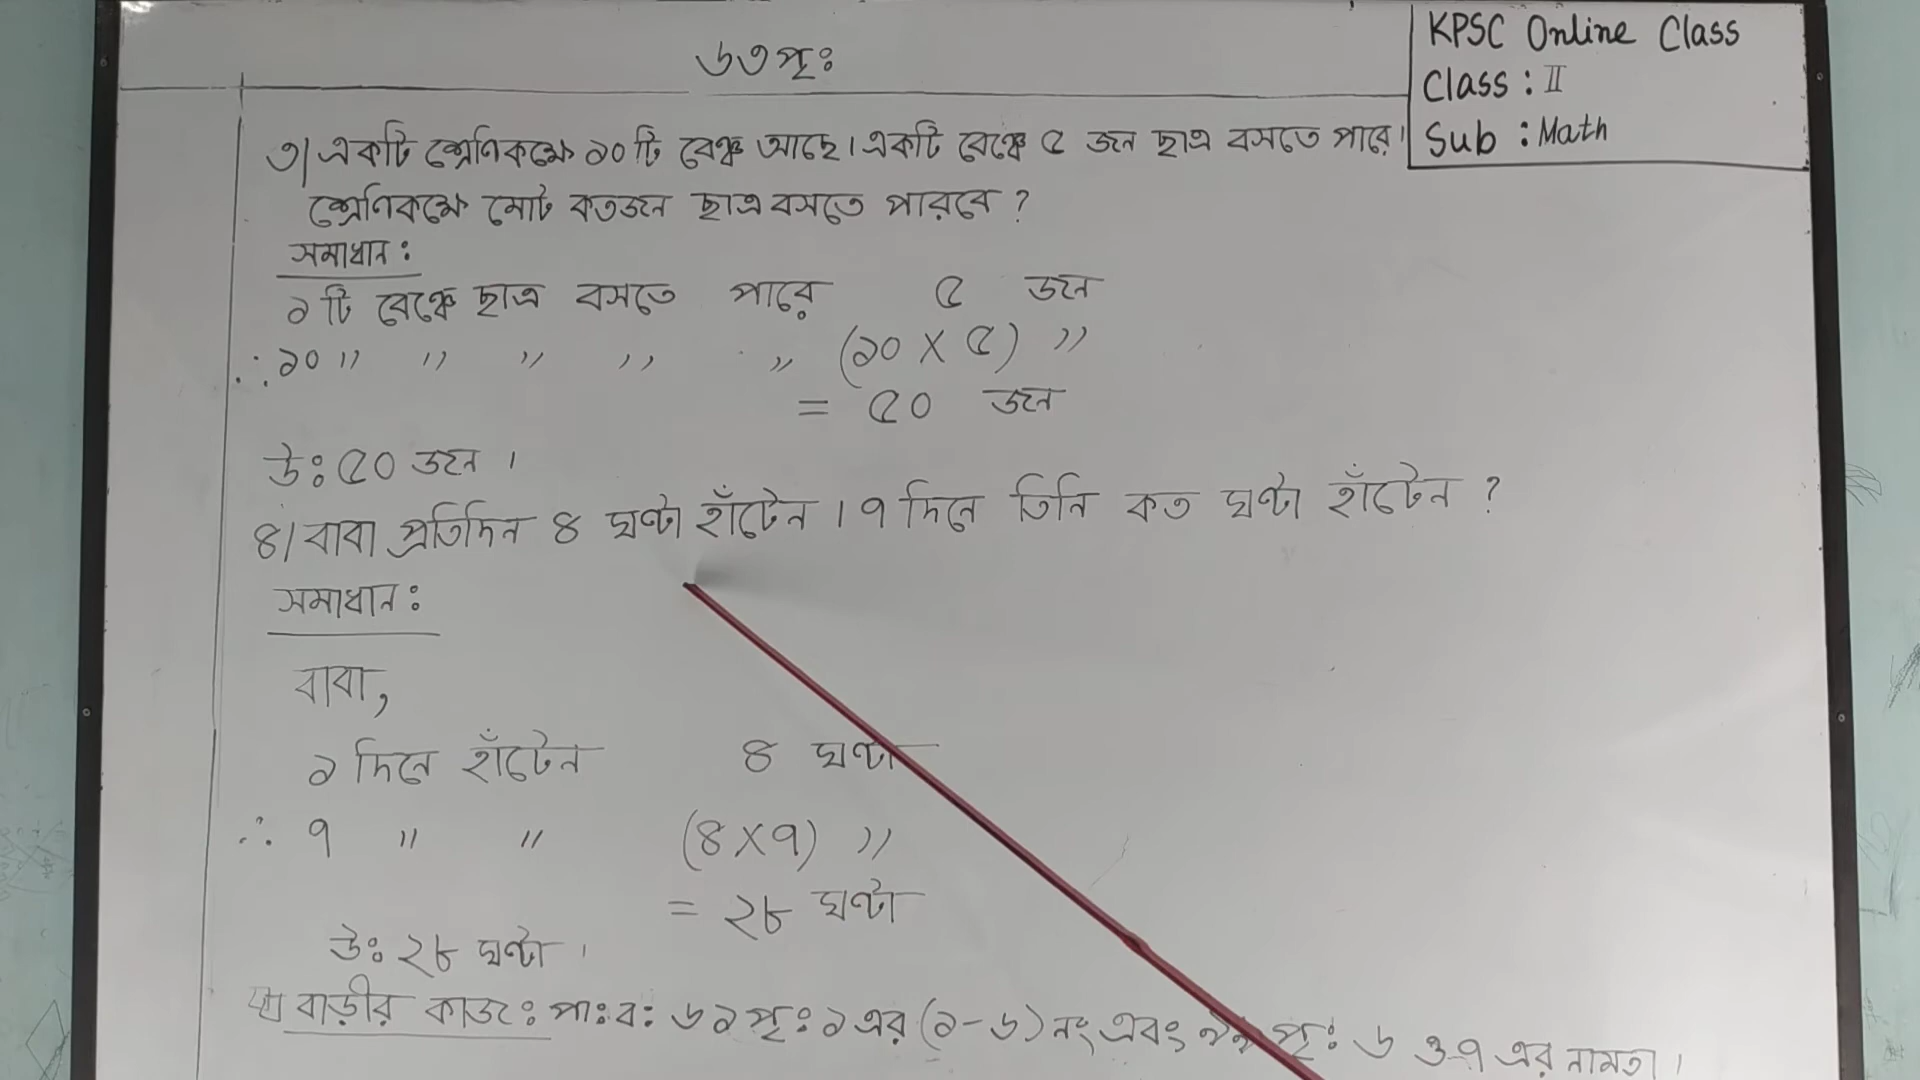 ৬৩ পৃঃ
KPSC Online Class
Class : II
Sub : Math
৩। একটি শ্রেণিকক্ষে ১০ টি বেঞ্চ আছে। একটি বেঞ্চে ৫ জন ছাত্র বসতে পারে।
শ্রেণিকক্ষে মোট কতজন ছাত্র বসতে পারবে ?
সমাধান :
১ টি বেঞ্চে ছাত্র বসতে পারে ৫ জন
∴ ১০ " " " " " (১০ × ৫) "
= ৫০ জন
উঃ ৫০ জন ।
৪। বাবা প্রতিদিন ৪ ঘণ্টা হাঁটেন । ৭ দিনে তিনি কত ঘণ্টা হাঁটেন ?
সমাধান :
বাবা,
১ দিনে হাঁটেন ৪ ঘণ্টা
∴ ৭ " " (৪ × ৭) "
= ২৮ ঘণ্টা
উঃ ২৮ ঘণ্টা ।
বাড়ীর কাজ : পাঃ বঃ ৬১ পৃঃ ১ এর (১-৬) নং এবং পৃঃ ৬ ও ৭ এর নামতা ।